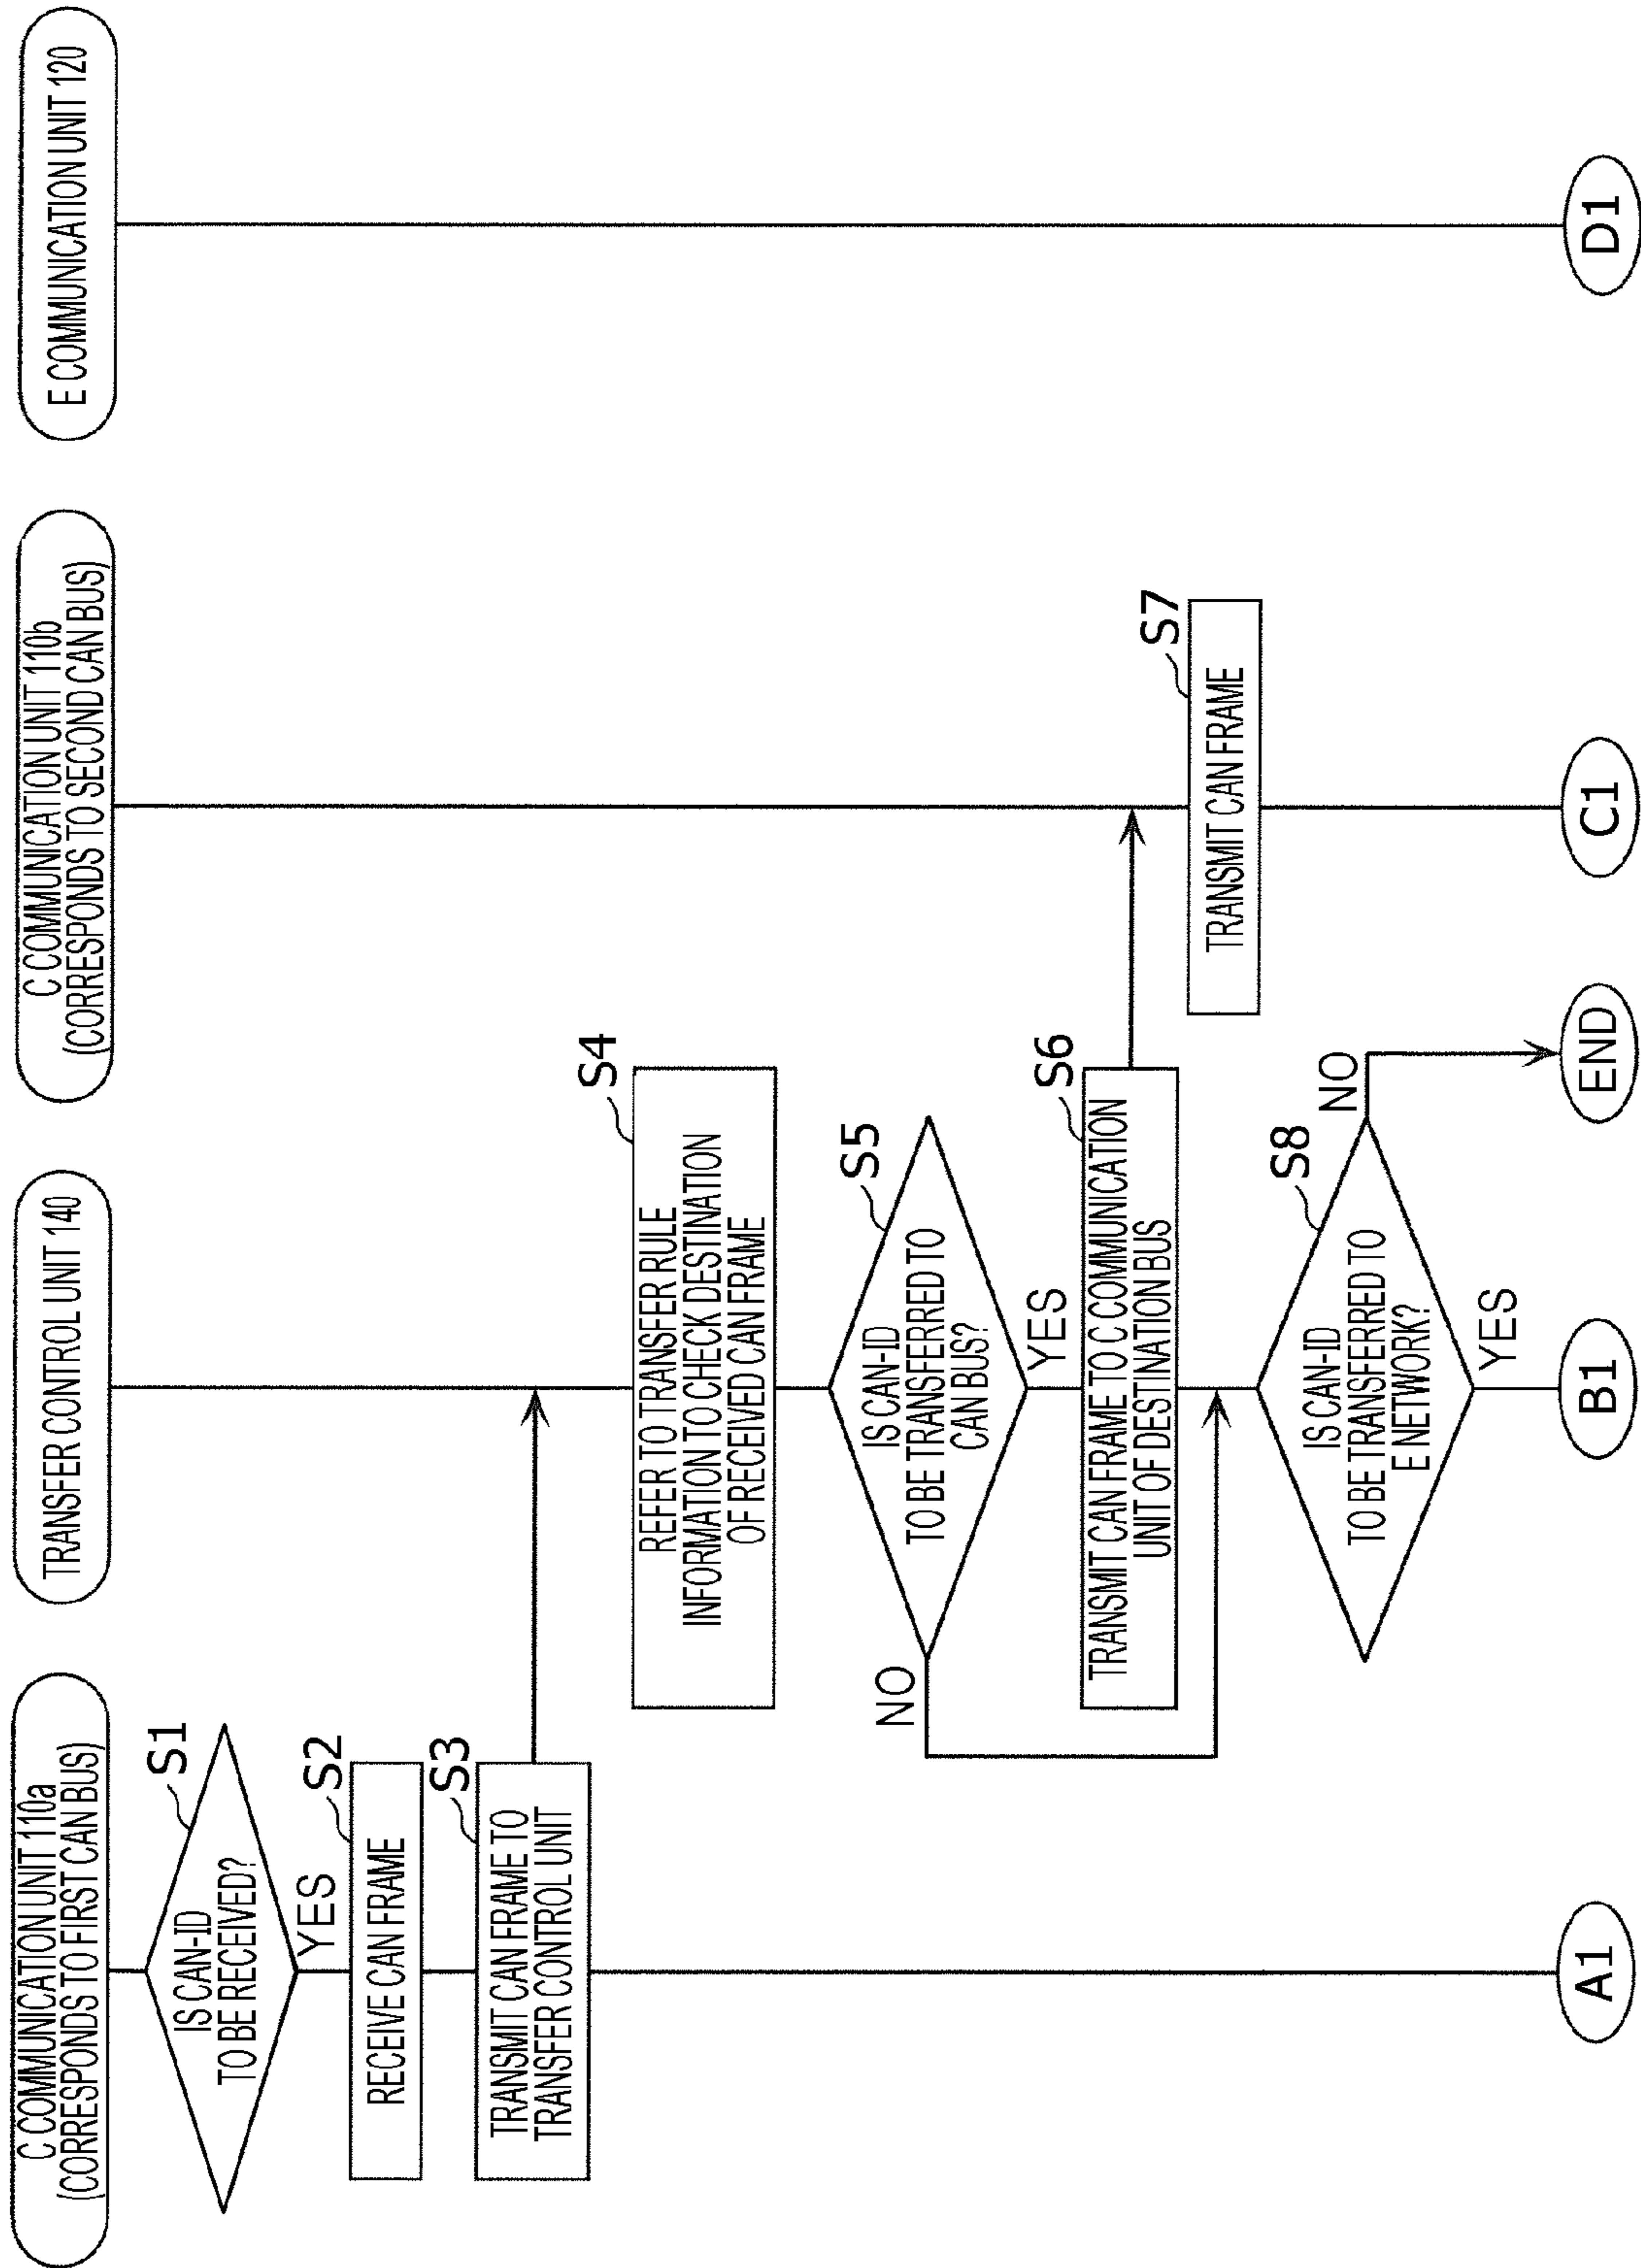 C COMMUNICATION UNIT 110a
(CORRESPONDS TO FIRST CAN BUS)
TRANSFER CONTROL UNIT 140
C COMMUNICATION UNIT 110b
(CORRESPONDS TO SECOND CAN BUS)
E COMMUNICATION UNIT 120
S1
IS CAN-ID
TO BE RECEIVED?
YES
S2
RECEIVE CAN FRAME
S3
TRANSMIT CAN FRAME TO
TRANSFER CONTROL UNIT
S4
REFER TO TRANSFER RULE
INFORMATION TO CHECK DESTINATION
OF RECEIVED CAN FRAME
S5
IS CAN-ID
TO BE TRANSFERRED TO
CAN BUS?
NO
YES
S6
TRANSMIT CAN FRAME TO C COMMUNICATION
UNIT OF DESTINATION BUS
S7
TRANSMIT CAN FRAME
S8
IS CAN-ID
TO BE TRANSFERRED TO
E NETWORK?
NO
YES
A1
B1
END
C1
D1